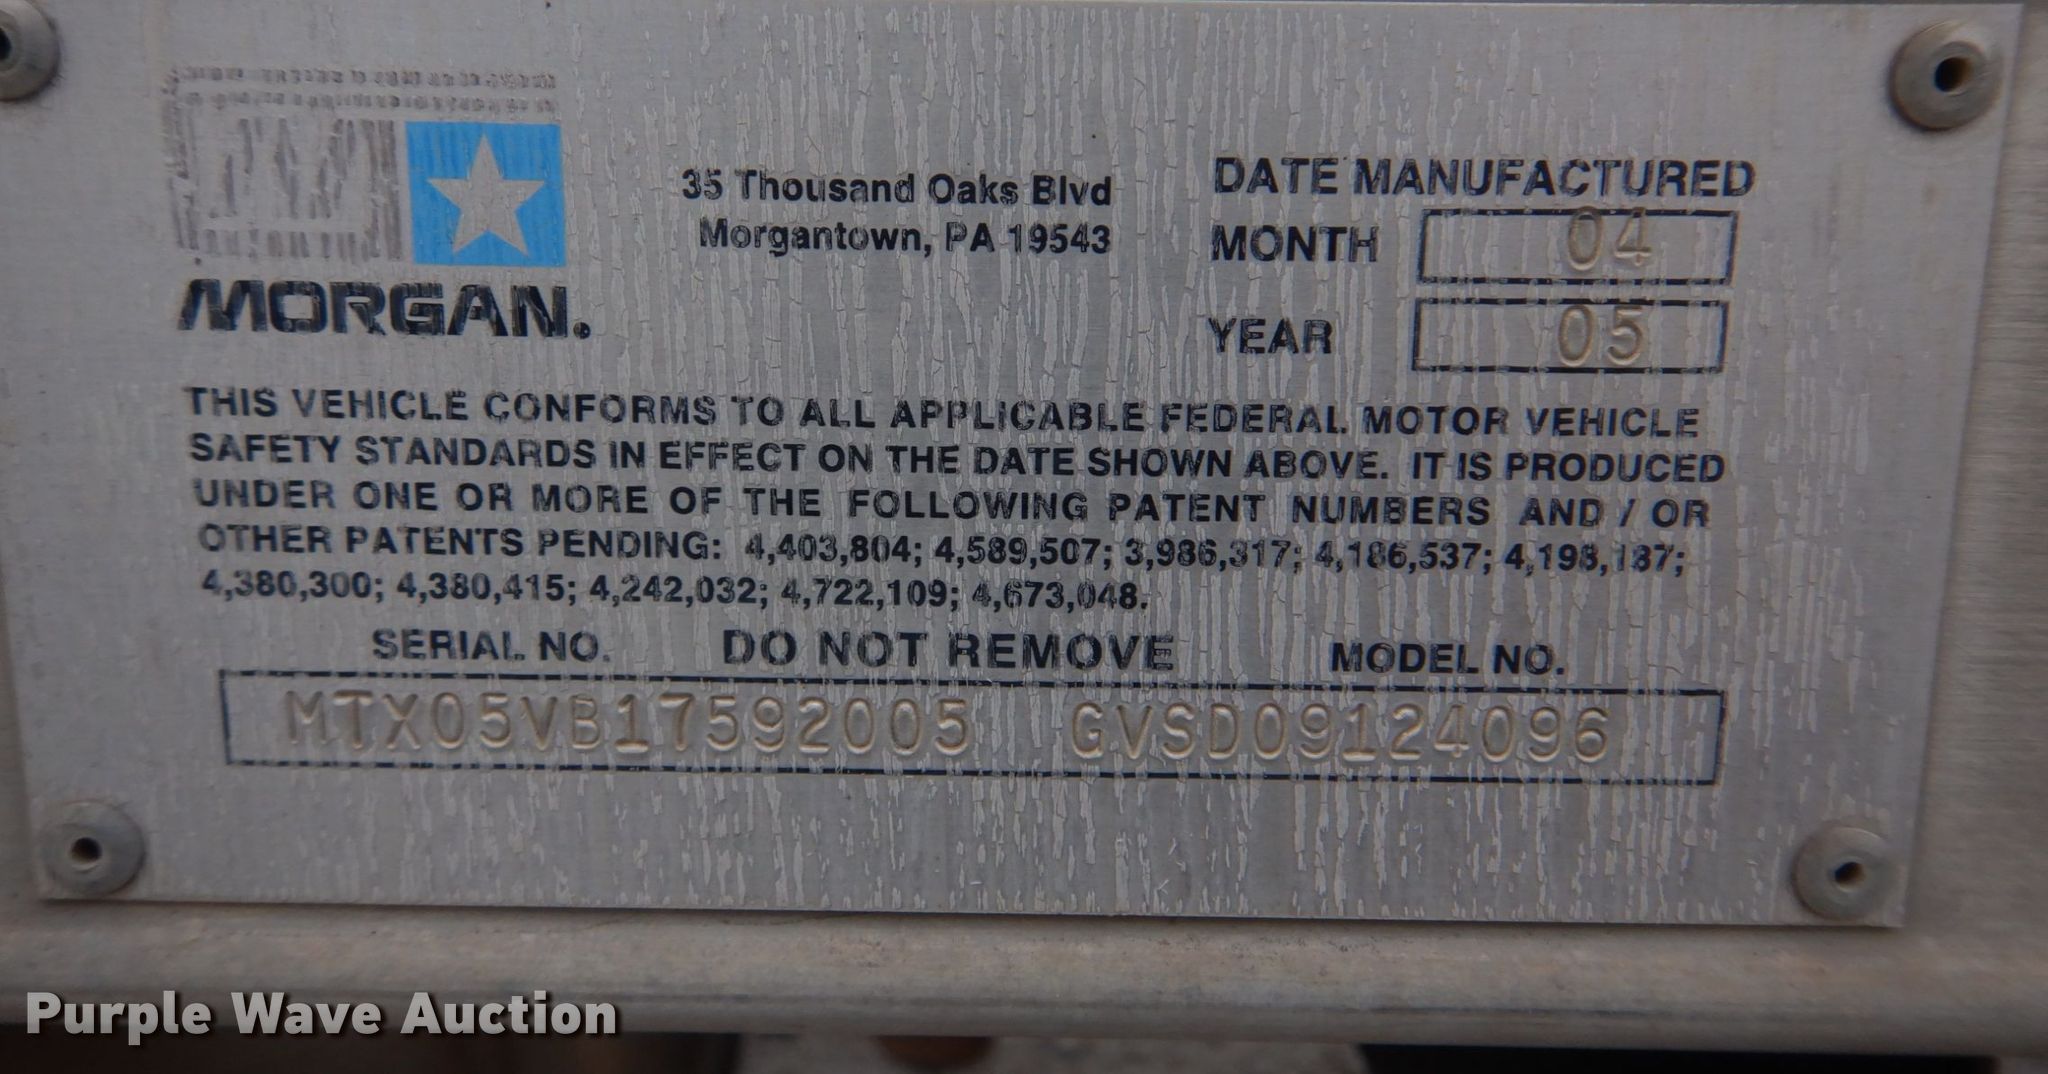 35 Thousand Oaks Blvd
Morgantown, PA 19543
MORGAN.
DATE MANUFACTURED
MONTH 04
YEAR 05
THIS VEHICLE CONFORMS TO ALL APPLICABLE FEDERAL MOTOR VEHICLE
SAFETY STANDARDS IN EFFECT ON THE DATE SHOWN ABOVE. IT IS PRODUCED
UNDER ONE OR MORE OF THE FOLLOWING PATENT NUMBERS AND / OR
OTHER PATENTS PENDING: 4,403,804; 4,589,507; 3,986,317; 4,186,537; 4,198,187;
4,380,300; 4,380,415; 4,242,032; 4,722,109; 4,673,048.
SERIAL NO. DO NOT REMOVE MODEL NO.
MTX05VB17592005 GVSD09124096
Purple Wave Auction